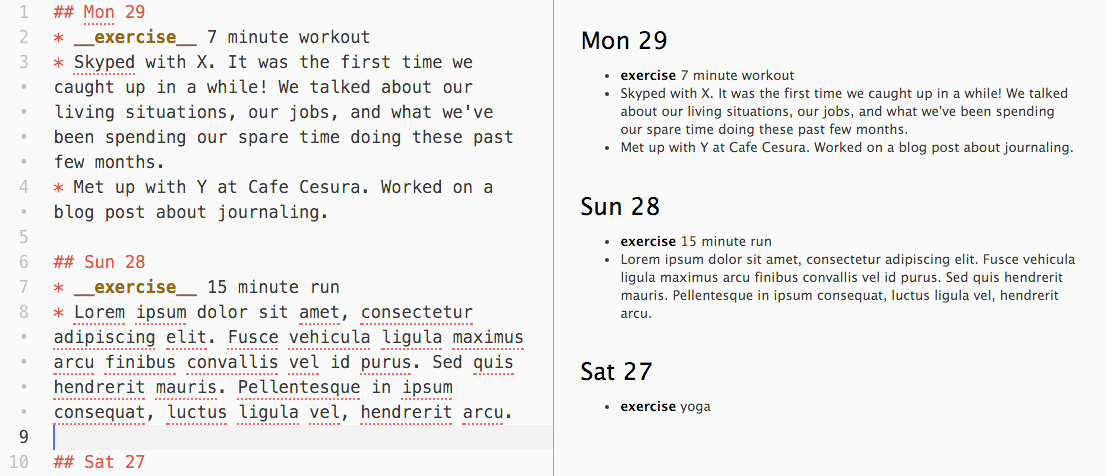 1 ## Mon 29
2 * __exercise__ 7 minute workout
3 * Skyped with X. It was the first time we
• caught up in a while! We talked about our
• living situations, our jobs, and what we've
• been spending our spare time doing these past
• few months.
4 * Met up with Y at Cafe Cesura. Worked on a
• blog post about journaling.
5
6 ## Sun 28
7 * __exercise__ 15 minute run
8 * Lorem ipsum dolor sit amet, consectetur
• adipiscing elit. Fusce vehicula ligula maximus
• arcu finibus convallis vel id purus. Sed quis
• hendrerit mauris. Pellentesque in ipsum
• consequat, luctus ligula vel, hendrerit arcu.
9
10 ## Sat 27
Mon 29
• exercise 7 minute workout
• Skyped with X. It was the first time we caught up in a while! We talked
about our living situations, our jobs, and what we've been spending
our spare time doing these past few months.
• Met up with Y at Cafe Cesura. Worked on a blog post about journaling.
Sun 28
• exercise 15 minute run
• Lorem ipsum dolor sit amet, consectetur adipiscing elit. Fusce vehicula
ligula maximus arcu finibus convallis vel id purus. Sed quis hendrerit
mauris. Pellentesque in ipsum consequat, luctus ligula vel, hendrerit
arcu.
Sat 27
• exercise yoga